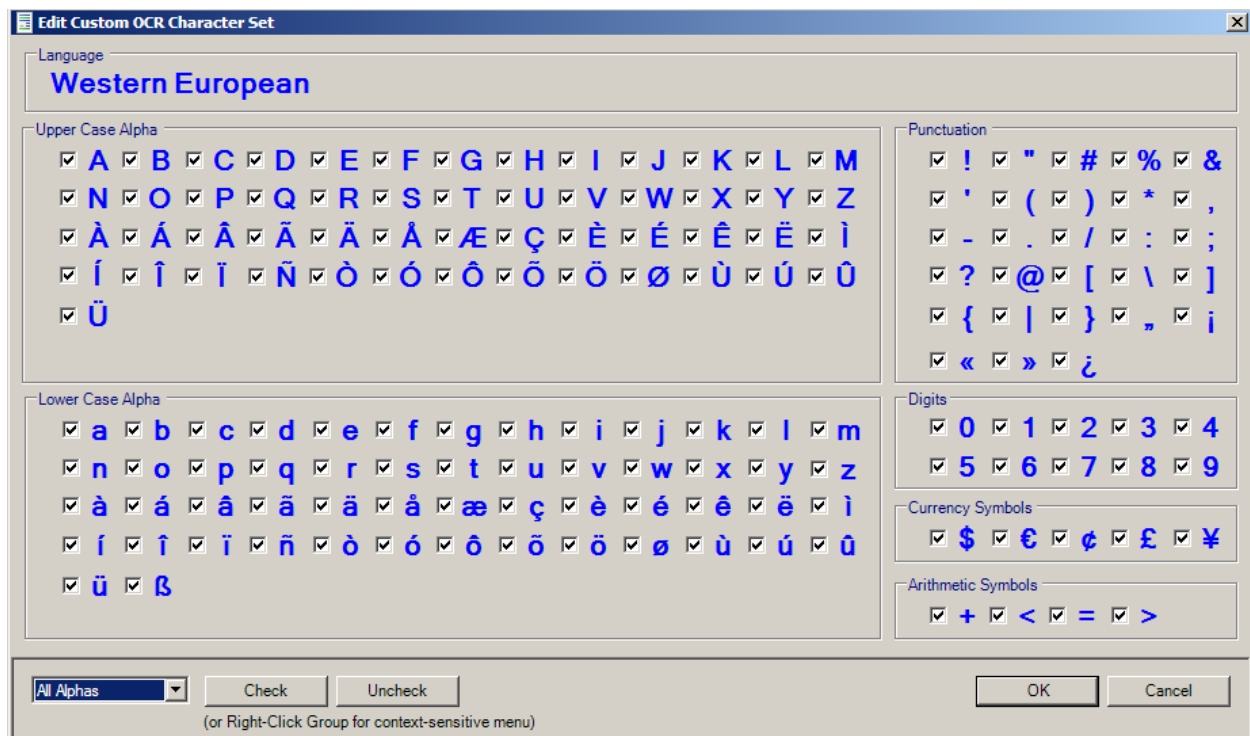 Edit Custom OCR Character Set
Language
Western European
Upper Case Alpha
A B C D E F G H I J K L M
N O P Q R S T U V W X Y Z
À Á Â Ã Ä Å Æ Ç È É Ê Ë Ì
Í Î Ï Ñ Ò Ó Ô Õ Ö Ø Ù Ú Û
Ü
Lower Case Alpha
a b c d e f g h i j k l m
n o p q r s t u v w x y z
à á â ã ä å æ ç è é ê ë ì
í î ï ñ ò ó ô õ ö ø ù ú û
ü ß
Punctuation
! " # % &
' ( ) * ,
- . / : ;
? @ [ \ ]
{ | } „ ¡
« » ¿
Digits
0 1 2 3 4
5 6 7 8 9
Currency Symbols
$ € ¢ £ ¥
Arithmetic Symbols
+ < = >
All Alphas Check Uncheck OK Cancel
(or Right-Click Group for context-sensitive menu)